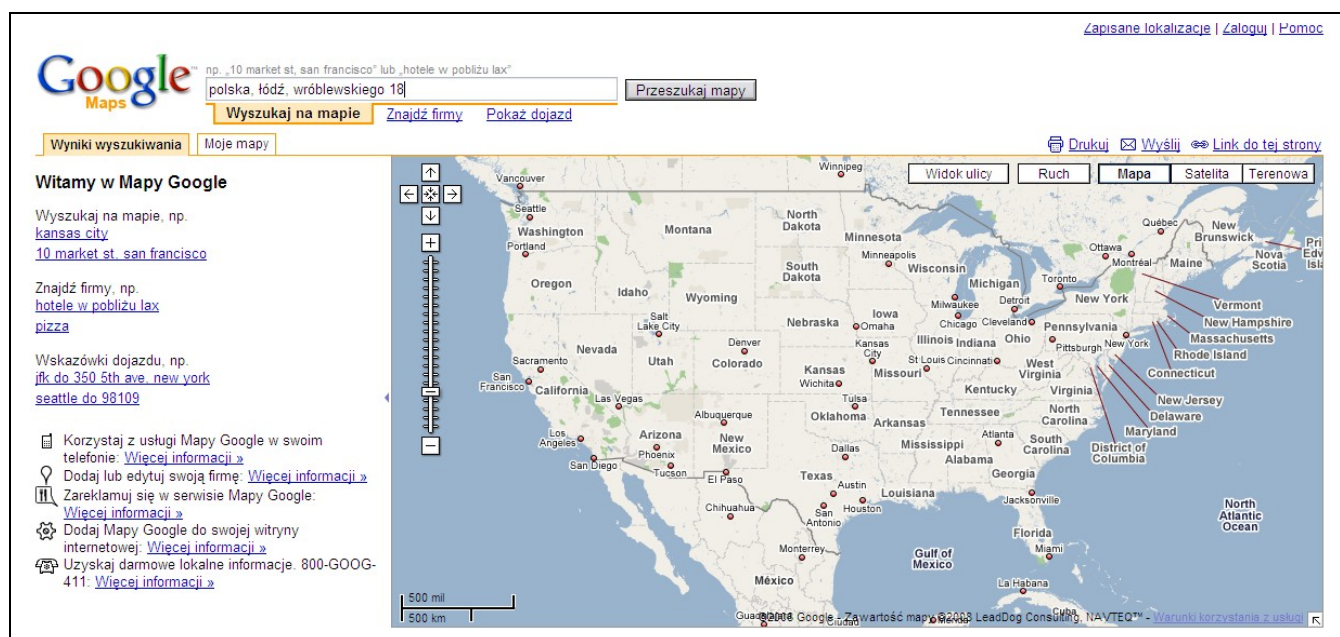 Zapisane lokalizacje | Zaloguj | Pomoc
Google™
Maps
np. „10 market st, san francisco” lub „hotele w pobliżu lax”
polska, łódź, wróblewskiego 18
Przeszukaj mapy
Wyszukaj na mapie Znajdź firmy Pokaż dojazd
Wyniki wyszukiwania Moje mapy
Drukuj Wyślij Link do tej strony
Witamy w Mapy Google
Wyszukaj na mapie, np.
kansas city
10 market st, san francisco
Znajdź firmy, np.
hotele w pobliżu lax
pizza
Wskazówki dojazdu, np.
jfk do 350 5th ave, new york
seattle do 98109
Korzystaj z usługi Mapy Google w swoim
telefonie: Więcej informacji »
Dodaj lub edytuj swoją firmę: Więcej informacji »
Zareklamuj się w serwisie Mapy Google:
Więcej informacji »
Dodaj Mapy Google do swojej witryny
internetowej: Więcej informacji »
Uzyskaj darmowe lokalne informacje. 800-GOOG-
411: Więcej informacji »
Widok ulicy Ruch Mapa Satelita Terenowa
Winnipeg
Vancouver
Seattle
Washington
Portland
Montana
North
Dakota
Minnesota
Minneapolis
Québec
New
Brunswick
Ottawa
Montréal
Maine
Nova
Scotia
Oregon
Idaho
Wyoming
South
Dakota
Wisconsin
Michigan
Toronto
Milwaukee
Detroit
New York
Vermont
New Hampshire
Massachusetts
Rhode Island
Connecticut
Salt
Lake City
Nebraska
Iowa
Omaha
Chicago
Cleveland
Pennsylvania
Pittsburgh
New York
Nevada
Utah
Denver
Colorado
Kansas
City
Illinois
Indiana
Ohio
Sacramento
San
Francisco
California
Las Vegas
Kansas
Wichita
Missouri
St Louis
Cincinnati
West
Virginia
Kentucky
Virginia
New Jersey
Delaware
Maryland
District of
Columbia
Tulsa
Oklahoma
Arkansas
Tennessee
North
Carolina
Albuquerque
Los
Angeles
Arizona
Phoenix
New
Mexico
San Diego
Tucson
El Paso
Dallas
Mississippi
Atlanta
South
Carolina
Alabama
Georgia
Texas
Austin
Louisiana
Jacksonville
Chihuahua
San
Antonio
Houston
North
Atlantic
Ocean
Florida
Monterrey
Gulf of
Mexico
Miami
México
La Habana
Cuba
500 mil
500 km
©2008 Google - Zawartość mapy ©2008 LeadDog Consulting, NAVTEQ™ - Warunki korzystania z usługi